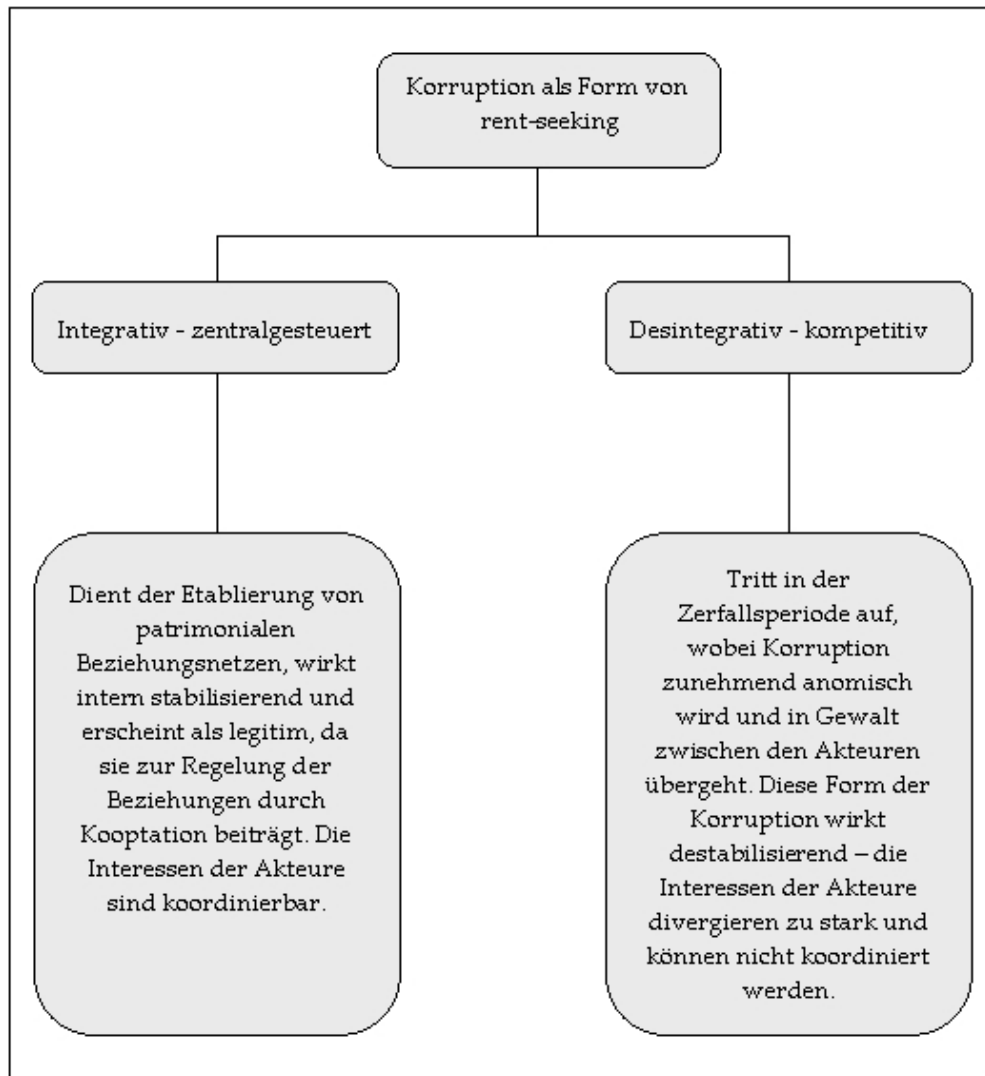 Korruption als Form von
rent-seeking
Integrativ - zentralgesteuert
Desintegrativ - kompetitiv
Dient der Etablierung von
patrimonialen
Beziehungsnetzen, wirkt
intern stabilisierend und
erscheint als legitim, da
sie zur Regelung der
Beziehungen durch
Kooptation beiträgt. Die
Interessen der Akteure
sind koordinierbar.
Tritt in der
Zerfallsperiode auf,
wobei Korruption
zunehmend anomisch
wird und in Gewalt
zwischen den Akteuren
übergeht. Diese Form der
Korruption wirkt
destabilisierend – die
Interessen der Akteure
divergieren zu stark und
können nicht koordiniert
werden.